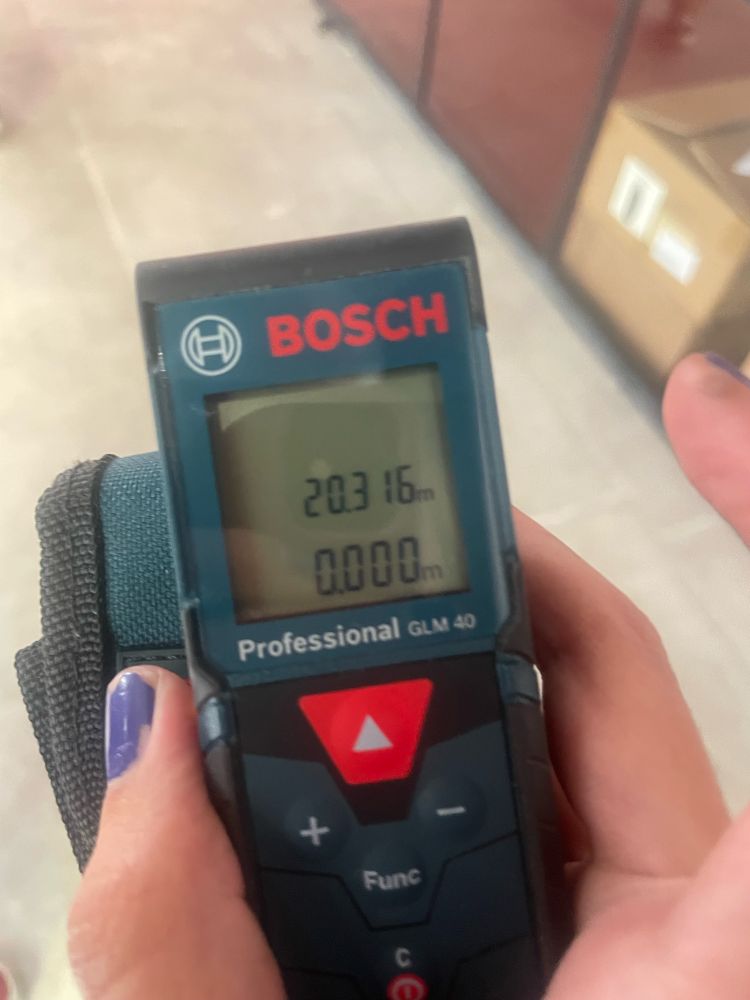 BOSCH
20.316m
0.000m
Professional GLM 40
+
−
Func
C